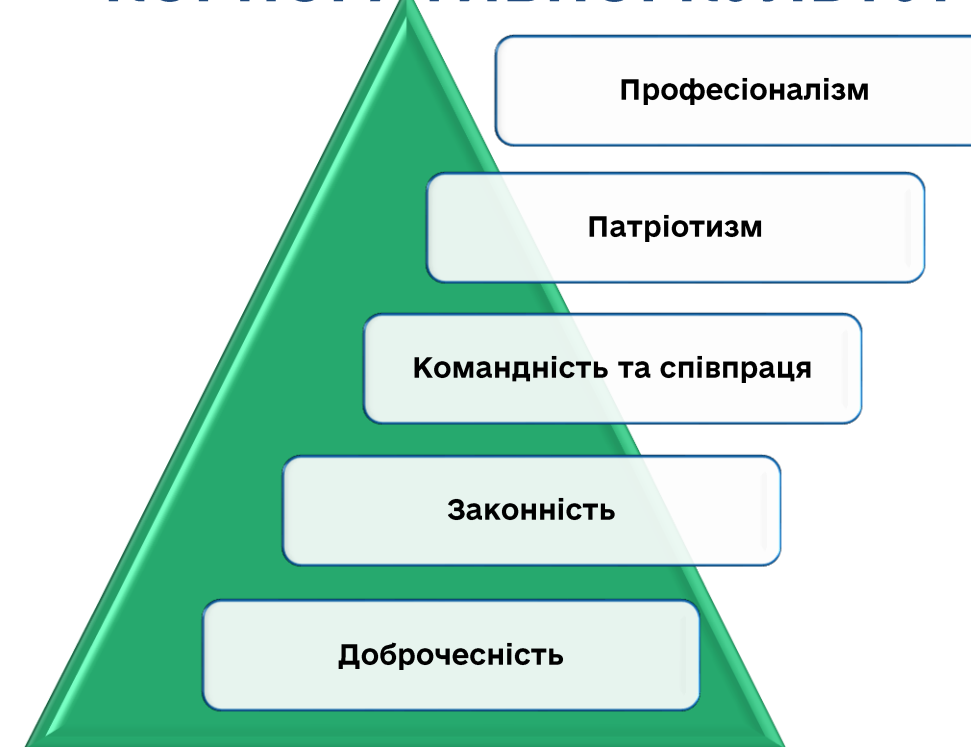 Професіоналізм
Патріотизм
Командність та співпраця
Законність
Доброчесність